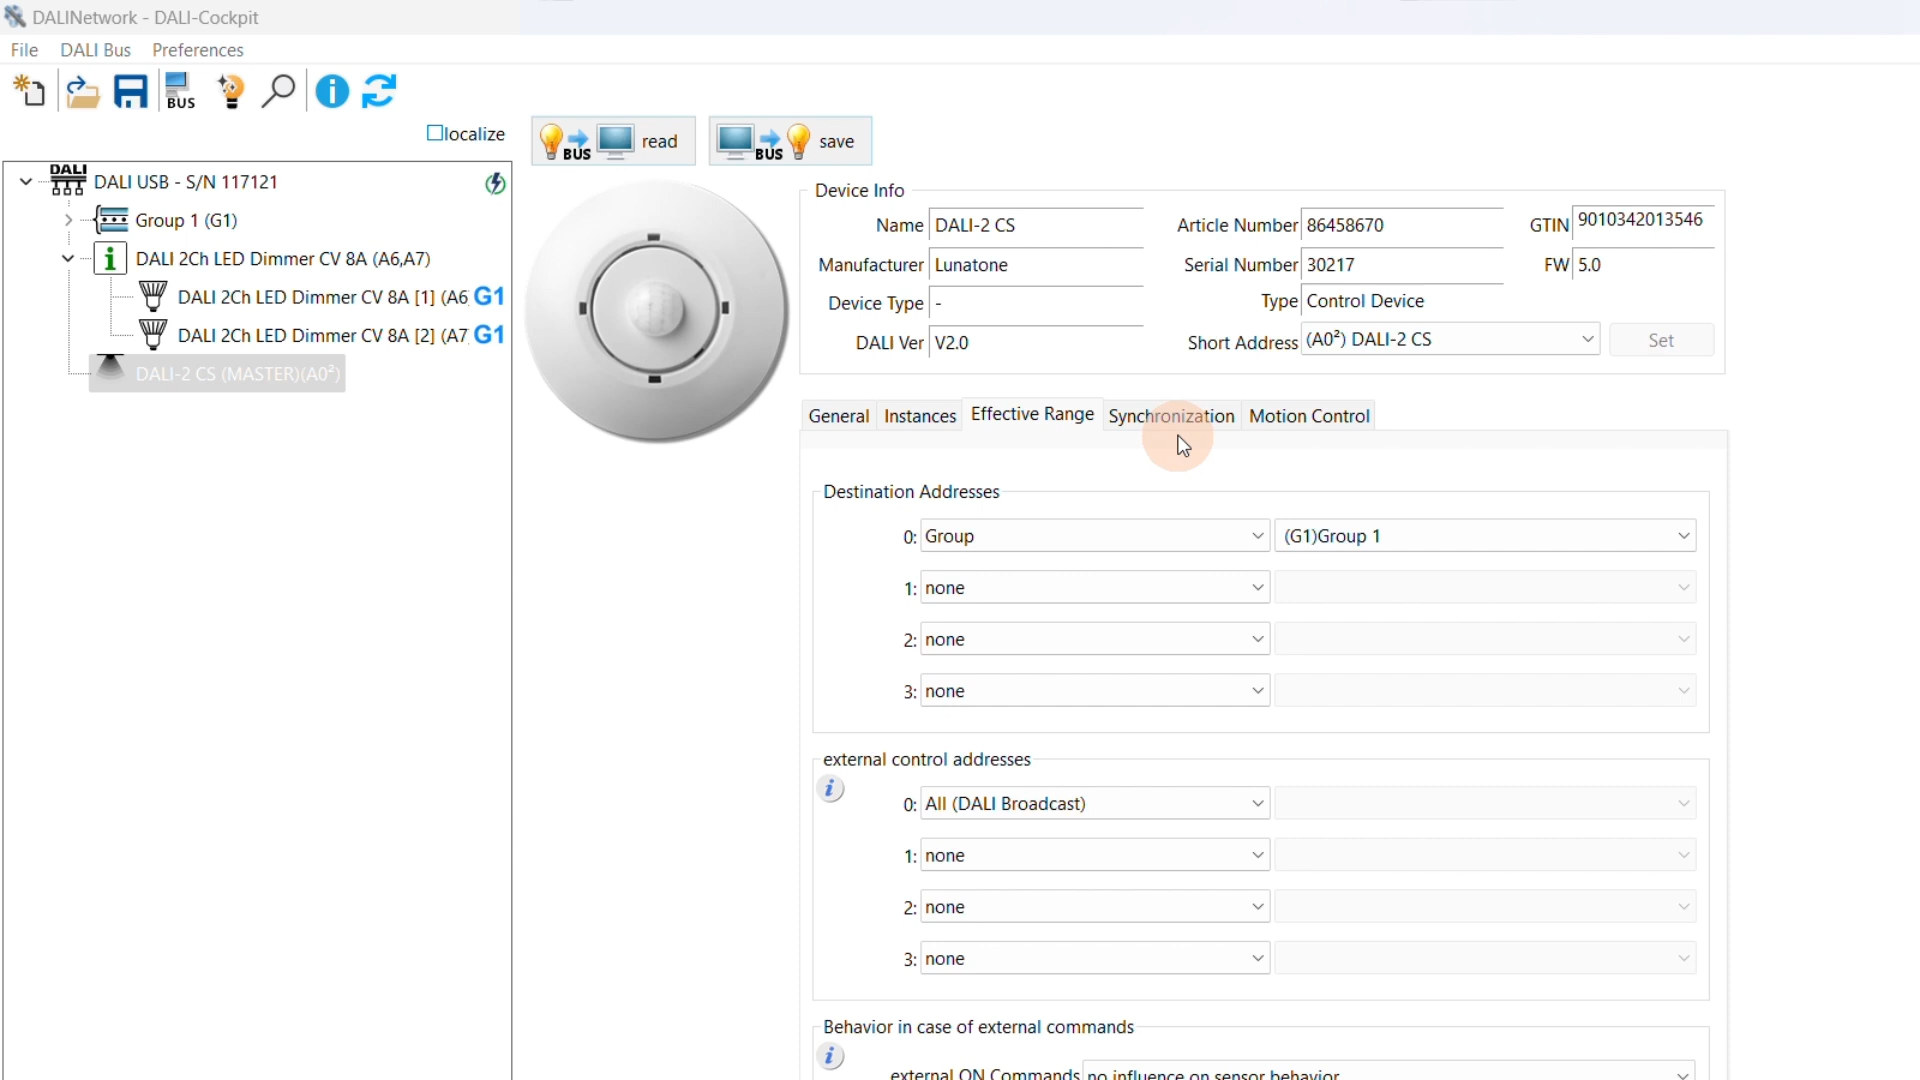 DALINetwork - DALI-Cockpit
File DALI Bus Preferences
BUS
localize
BUS read
BUS save
DALI DALI USB - S/N 117121
Group 1 (G1)
DALI 2Ch LED Dimmer CV 8A (A6,A7)
DALI 2Ch LED Dimmer CV 8A [1] (A6 G1
DALI 2Ch LED Dimmer CV 8A [2] (A7 G1
DALI-2 CS (MASTER)(A0²)
Device Info
Name DALI-2 CS Article Number 86458670 GTIN 9010342013546
Manufacturer Lunatone Serial Number 30217 FW 5.0
Device Type - Type Control Device
DALI Ver V2.0 Short Address (A0²) DALI-2 CS Set
General Instances Effective Range Synchronization Motion Control
Destination Addresses
0: Group (G1)Group 1
1: none
2: none
3: none
external control addresses
0: All (DALI Broadcast)
1: none
2: none
3: none
Behavior in case of external commands
external ON Commands no influence on sensor behavior